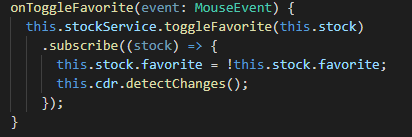 onToggleFavorite(event: MouseEvent) {
  this.stockService.toggleFavorite(this.stock)
    .subscribe((stock) => {
      this.stock.favorite = !this.stock.favorite;
      this.cdr.detectChanges();
    });
}